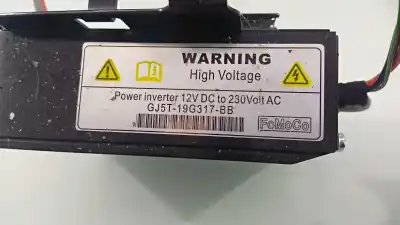 WARNING
High Voltage
Power inverter 12V DC to 230Volt AC
GJ5T-19G317-BB
FoMoCo